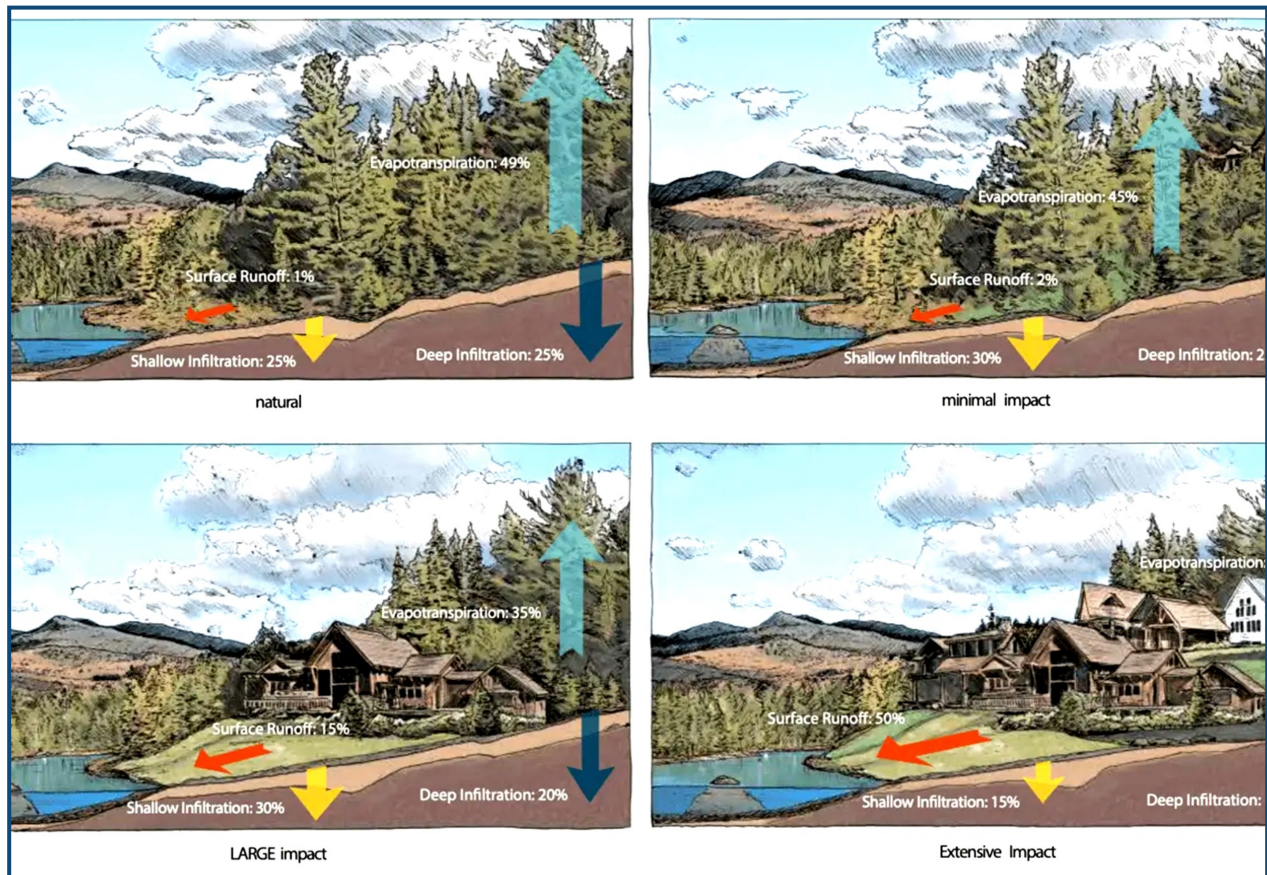 Evapotranspiration: 49%
Surface Runoff: 1%
Shallow Infiltration: 25%
Deep Infiltration: 25%
natural
Evapotranspiration: 45%
Surface Runoff: 2%
Shallow Infiltration: 30%
Deep Infiltration: 2
minimal impact
Evapotranspiration: 35%
Surface Runoff: 15%
Shallow Infiltration: 30%
Deep Infiltration: 20%
LARGE impact
Evapotranspiration:
Surface Runoff: 50%
Shallow Infiltration: 15%
Deep Infiltration:
Extensive Impact